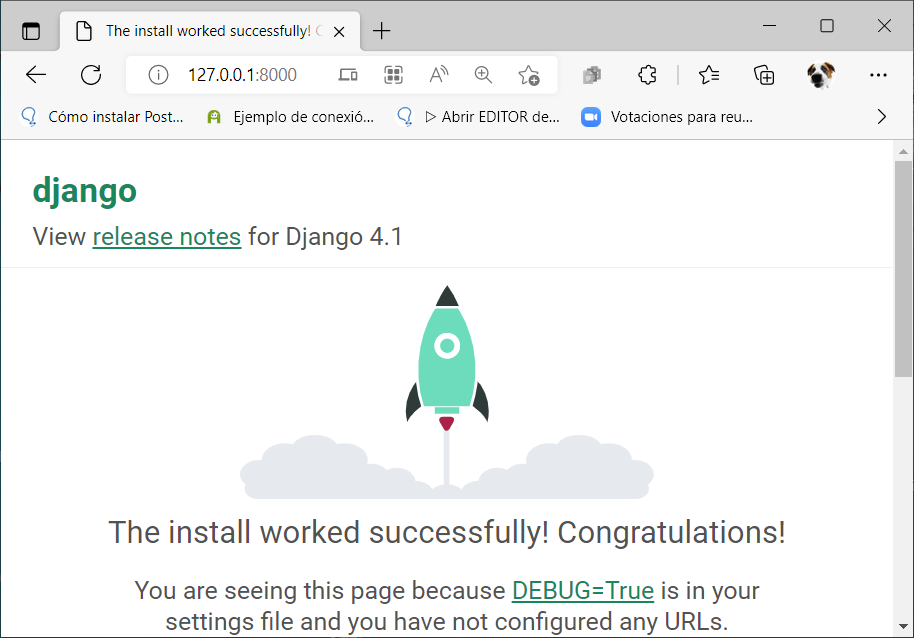 The install worked successfully! C
127.0.0.1:8000
Cómo instalar Post...
Ejemplo de conexió...
▷ Abrir EDITOR de...
Votaciones para reu...
django
View release notes for Django 4.1
The install worked successfully! Congratulations!
You are seeing this page because DEBUG=True is in your
settings file and you have not configured any URLs.